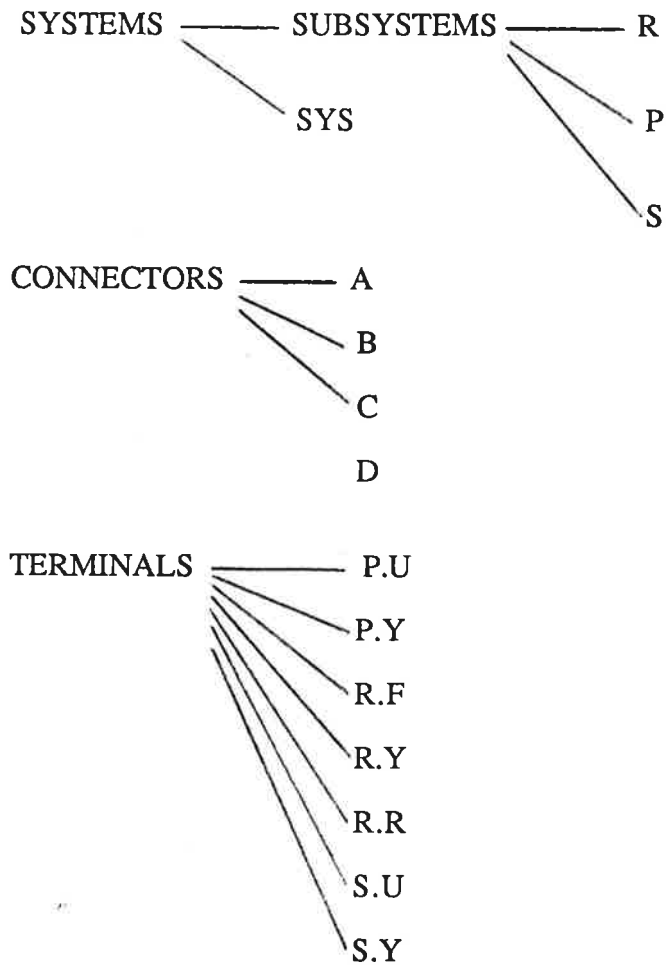 SYSTEMS SUBSYSTEMS R
SYS P
S
CONNECTORS A
B
C
D
TERMINALS P.U
P.Y
R.F
R.Y
R.R
S.U
S.Y